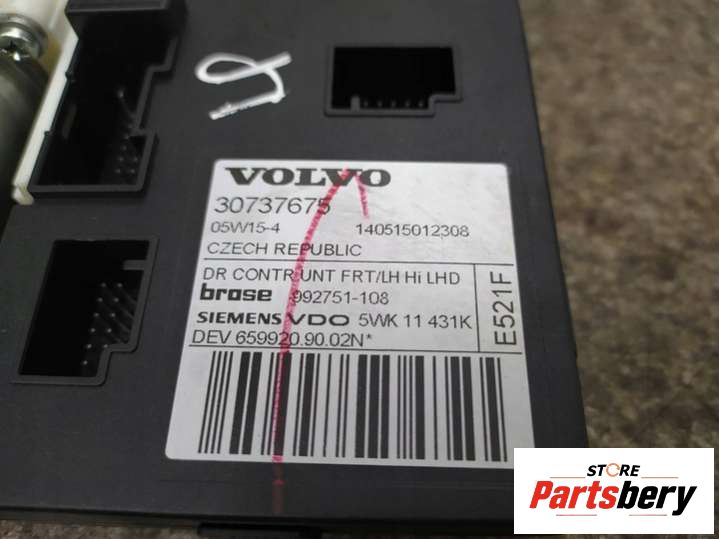 VOLVO
30737675
05W15-4 140515012308
CZECH REPUBLIC
DR CONTR UNT FRT/LH Hi LHD
brose 992751-108
SIEMENS VDO 5WK 11 431K
DEV 659920.90.02N*
E521F
STORE
Partsbery